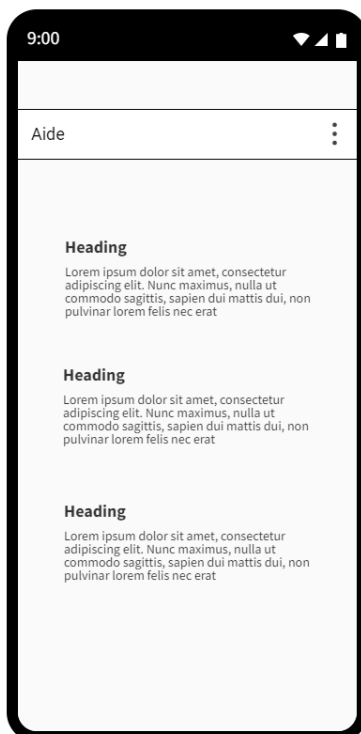 9:00
Aide
Heading
Lorem ipsum dolor sit amet, consectetur
adipiscing elit. Nunc maximus, nulla ut
commodo sagittis, sapien dui mattis dui, non
pulvinar lorem felis nec erat
Heading
Lorem ipsum dolor sit amet, consectetur
adipiscing elit. Nunc maximus, nulla ut
commodo sagittis, sapien dui mattis dui, non
pulvinar lorem felis nec erat
Heading
Lorem ipsum dolor sit amet, consectetur
adipiscing elit. Nunc maximus, nulla ut
commodo sagittis, sapien dui mattis dui, non
pulvinar lorem felis nec erat